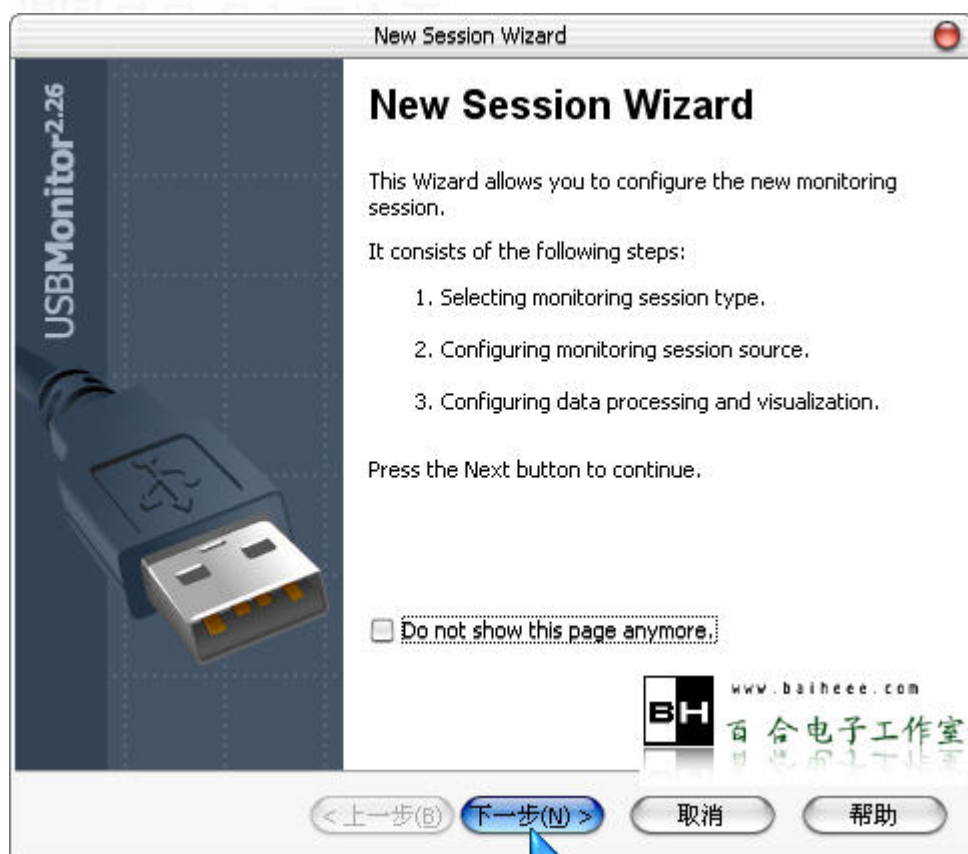 New Session Wizard
USBMonitor2.26
New Session Wizard
This Wizard allows you to configure the new monitoring
session.
It consists of the following steps:
1. Selecting monitoring session type.
2. Configuring monitoring session source.
3. Configuring data processing and visualization.
Press the Next button to continue.
Do not show this page anymore.
BH
www.baiheee.com
百合电子工作室
<上一步(B)
下一步(N) >
取消
帮助